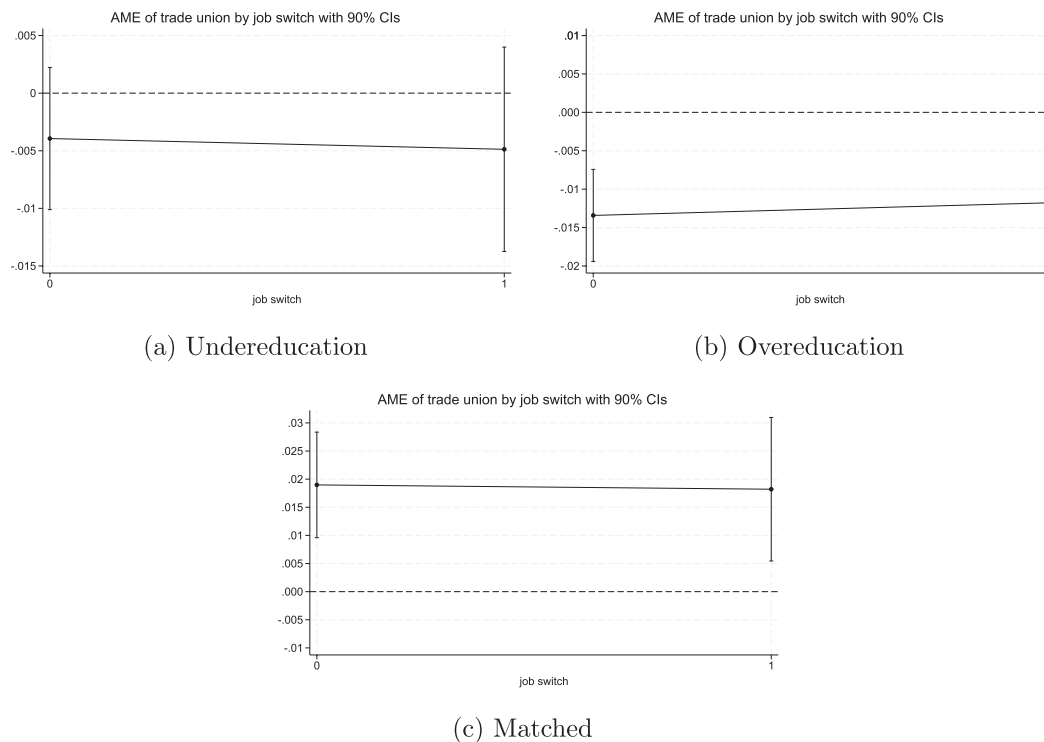 AME of trade union by job switch with 90% CIs
.005
0
-.005
-.01
-.015
0
1
job switch
(a) Undereducation
AME of trade union by job switch with 90% CIs
.01
.005
.000
-.005
-.01
-.015
-.02
0
job switch
(b) Overeducation
AME of trade union by job switch with 90% CIs
.03
.025
.02
.015
.01
.005
.000
-.005
-.01
0
1
job switch
(c) Matched